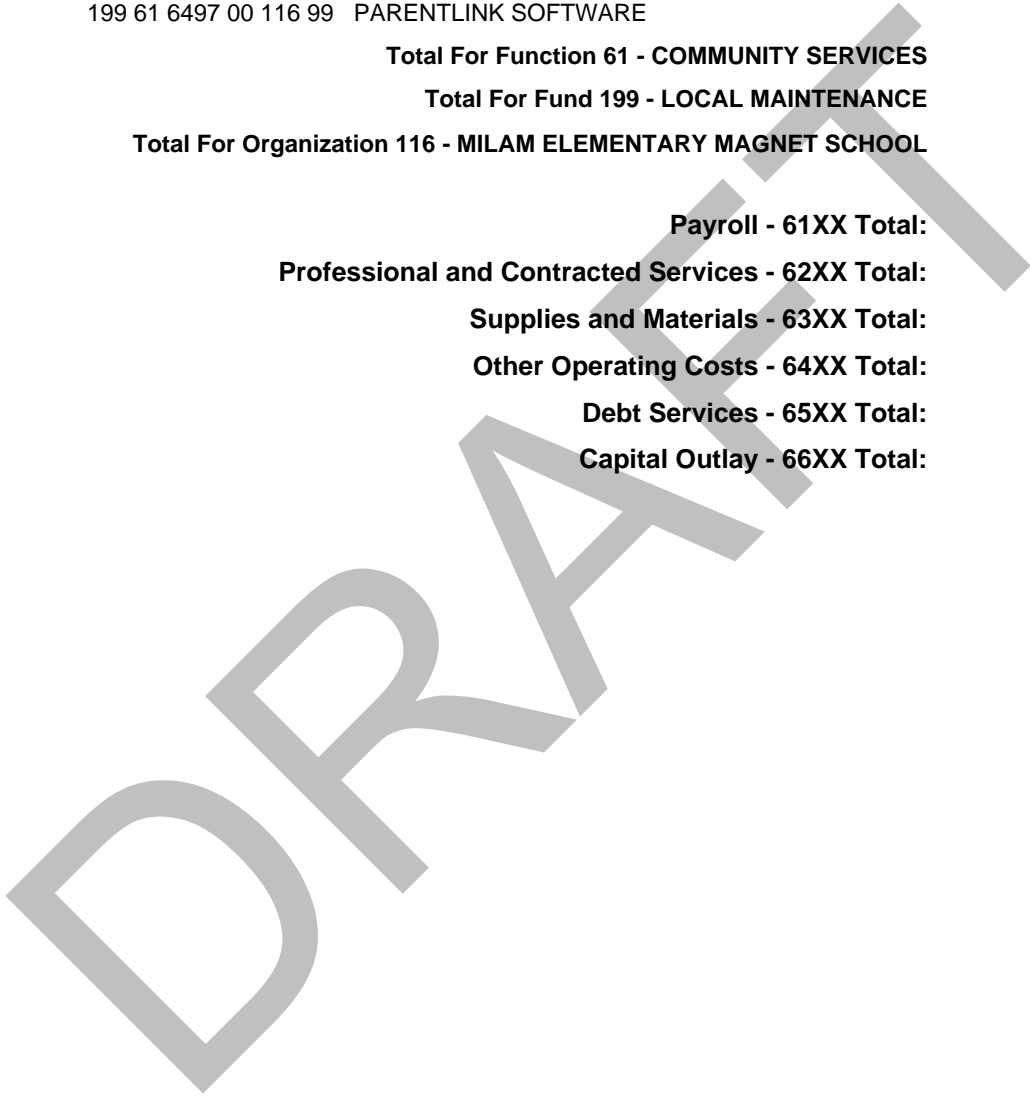 199 61 6497 00 116 99 PARENTLINK SOFTWARE
Total For Function 61 - COMMUNITY SERVICES
Total For Fund 199 - LOCAL MAINTENANCE
Total For Organization 116 - MILAM ELEMENTARY MAGNET SCHOOL
Payroll - 61XX Total:
Professional and Contracted Services - 62XX Total:
Supplies and Materials - 63XX Total:
Other Operating Costs - 64XX Total:
Debt Services - 65XX Total:
Capital Outlay - 66XX Total:
DRAFT